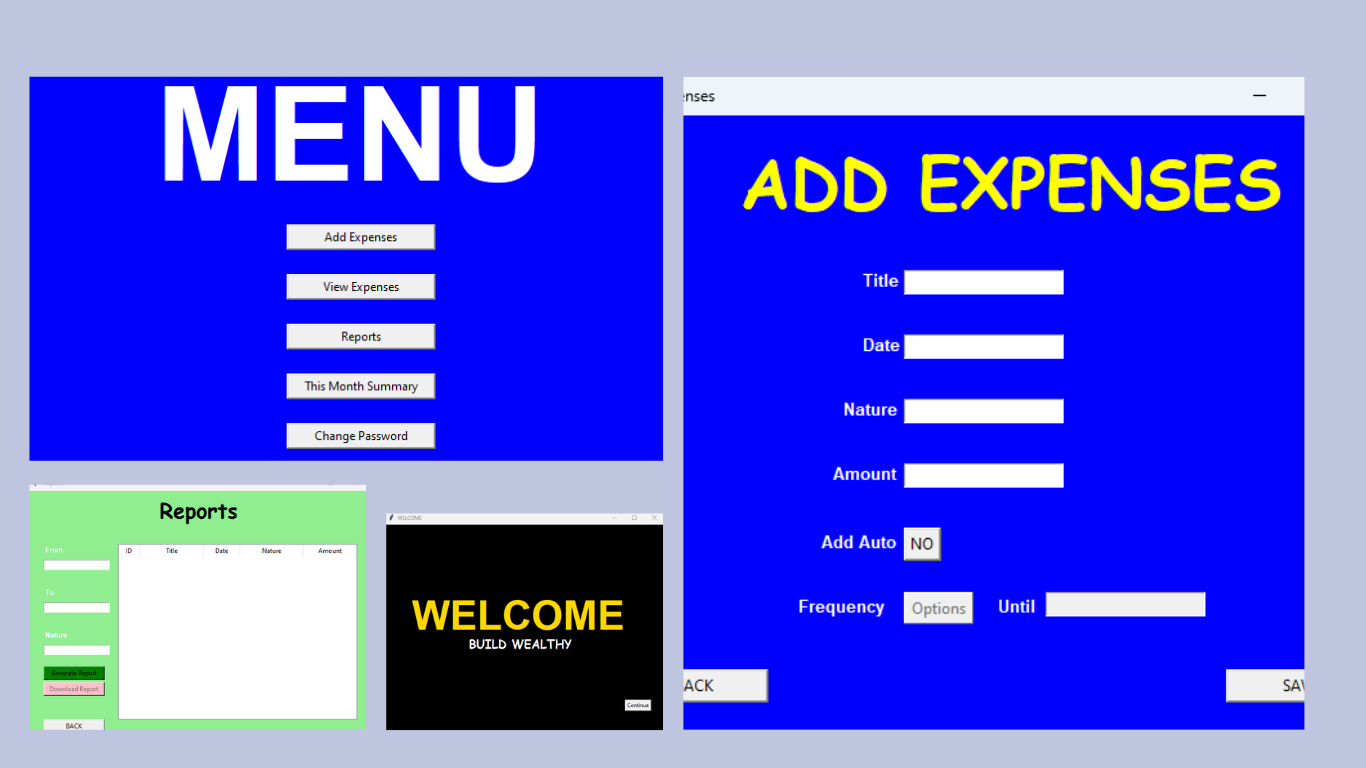 MENU
Add Expenses
View Expenses
Reports
This Month Summary
Change Password
enses
ADD EXPENSES
Title
Date
Nature
Amount
Add Auto NO
Frequency Options Until
ACK SAV
Reports
From
To
Nature
Generate Report
Download Report
BACK
ID Title Date Nature Amount
WELCOME
WELCOME
BUILD WEALTHY
Continue